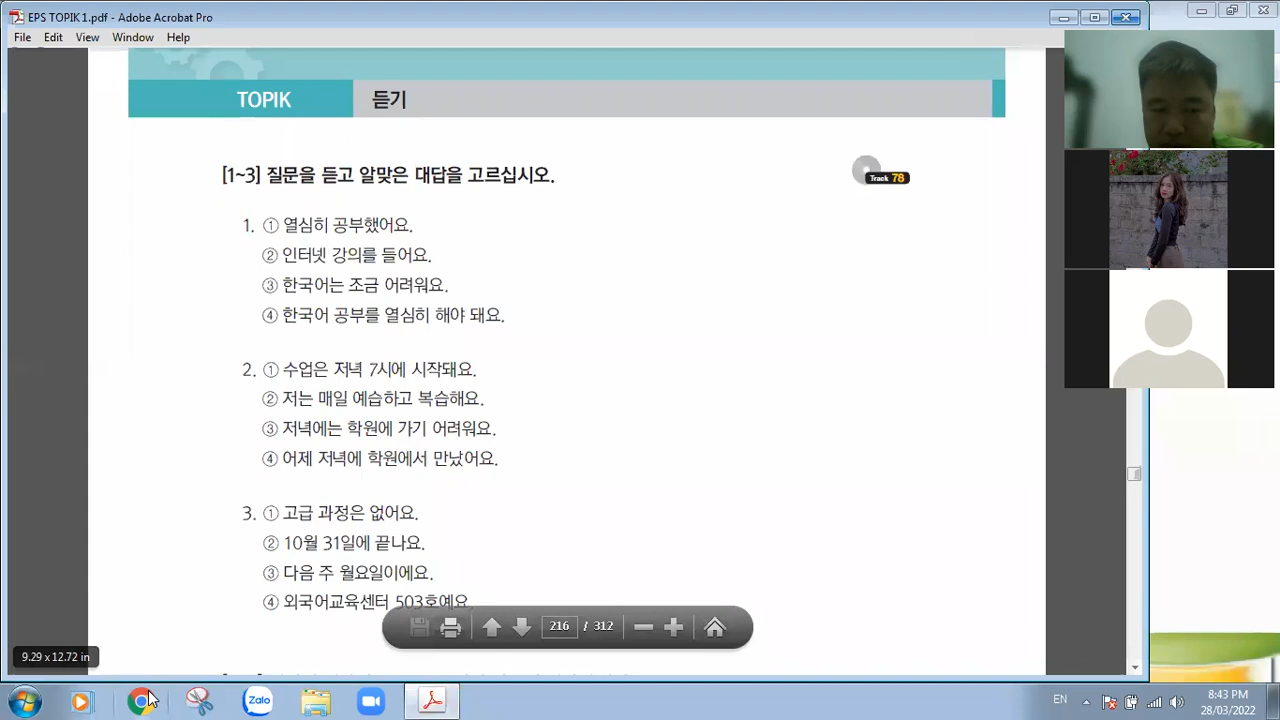 EPS TOPIK 1.pdf - Adobe Acrobat Pro
File Edit View Window Help
TOPIK 듣기
[1~3] 질문을 듣고 알맞은 대답을 고르십시오.
Track 78
1. ① 열심히 공부했어요.
② 인터넷 강의를 들어요.
③ 한국어는 조금 어려워요.
④ 한국어 공부를 열심히 해야 돼요.
2. ① 수업은 저녁 7시에 시작돼요.
② 저는 매일 예습하고 복습해요.
③ 저녁에는 학원에 가기 어려워요.
④ 어제 저녁에 학원에서 만났어요.
3. ① 고급 과정은 없어요.
② 10월 31일에 끝나요.
③ 다음 주 월요일이에요.
④ 외국어교육센터 503호예요.
216 / 312
9.29 x 12.72 in
Zalo
EN
8:43 PM
28/03/2022